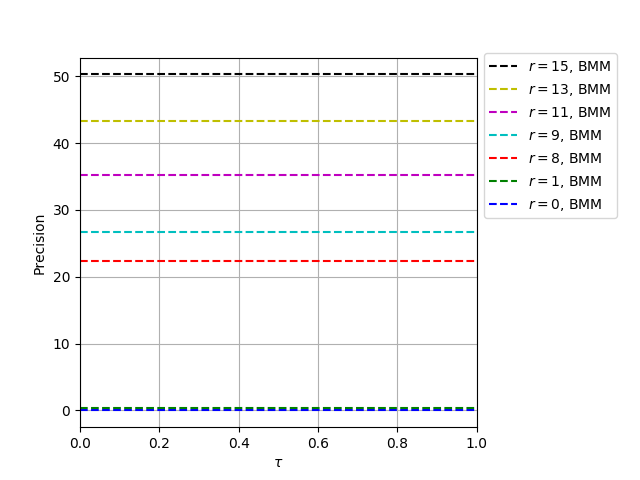 50
40
30
20
10
0
Precision
0.0 0.2 0.4 0.6 0.8 1.0
τ
r = 15, BMM
r = 13, BMM
r = 11, BMM
r = 9, BMM
r = 8, BMM
r = 1, BMM
r = 0, BMM